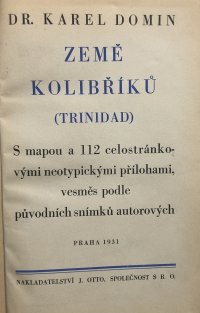 DR. KAREL DOMIN
ZEMĚ
KOLIBŘÍKŮ
(TRINIDAD)
S mapou a 112 celostránko-
vými neotypickými přílohami,
vesměs podle
původních snímků autorových
PRAHA 1931
NAKLADATELSTVÍ J. OTTO, SPOLEČNOST S R. O.